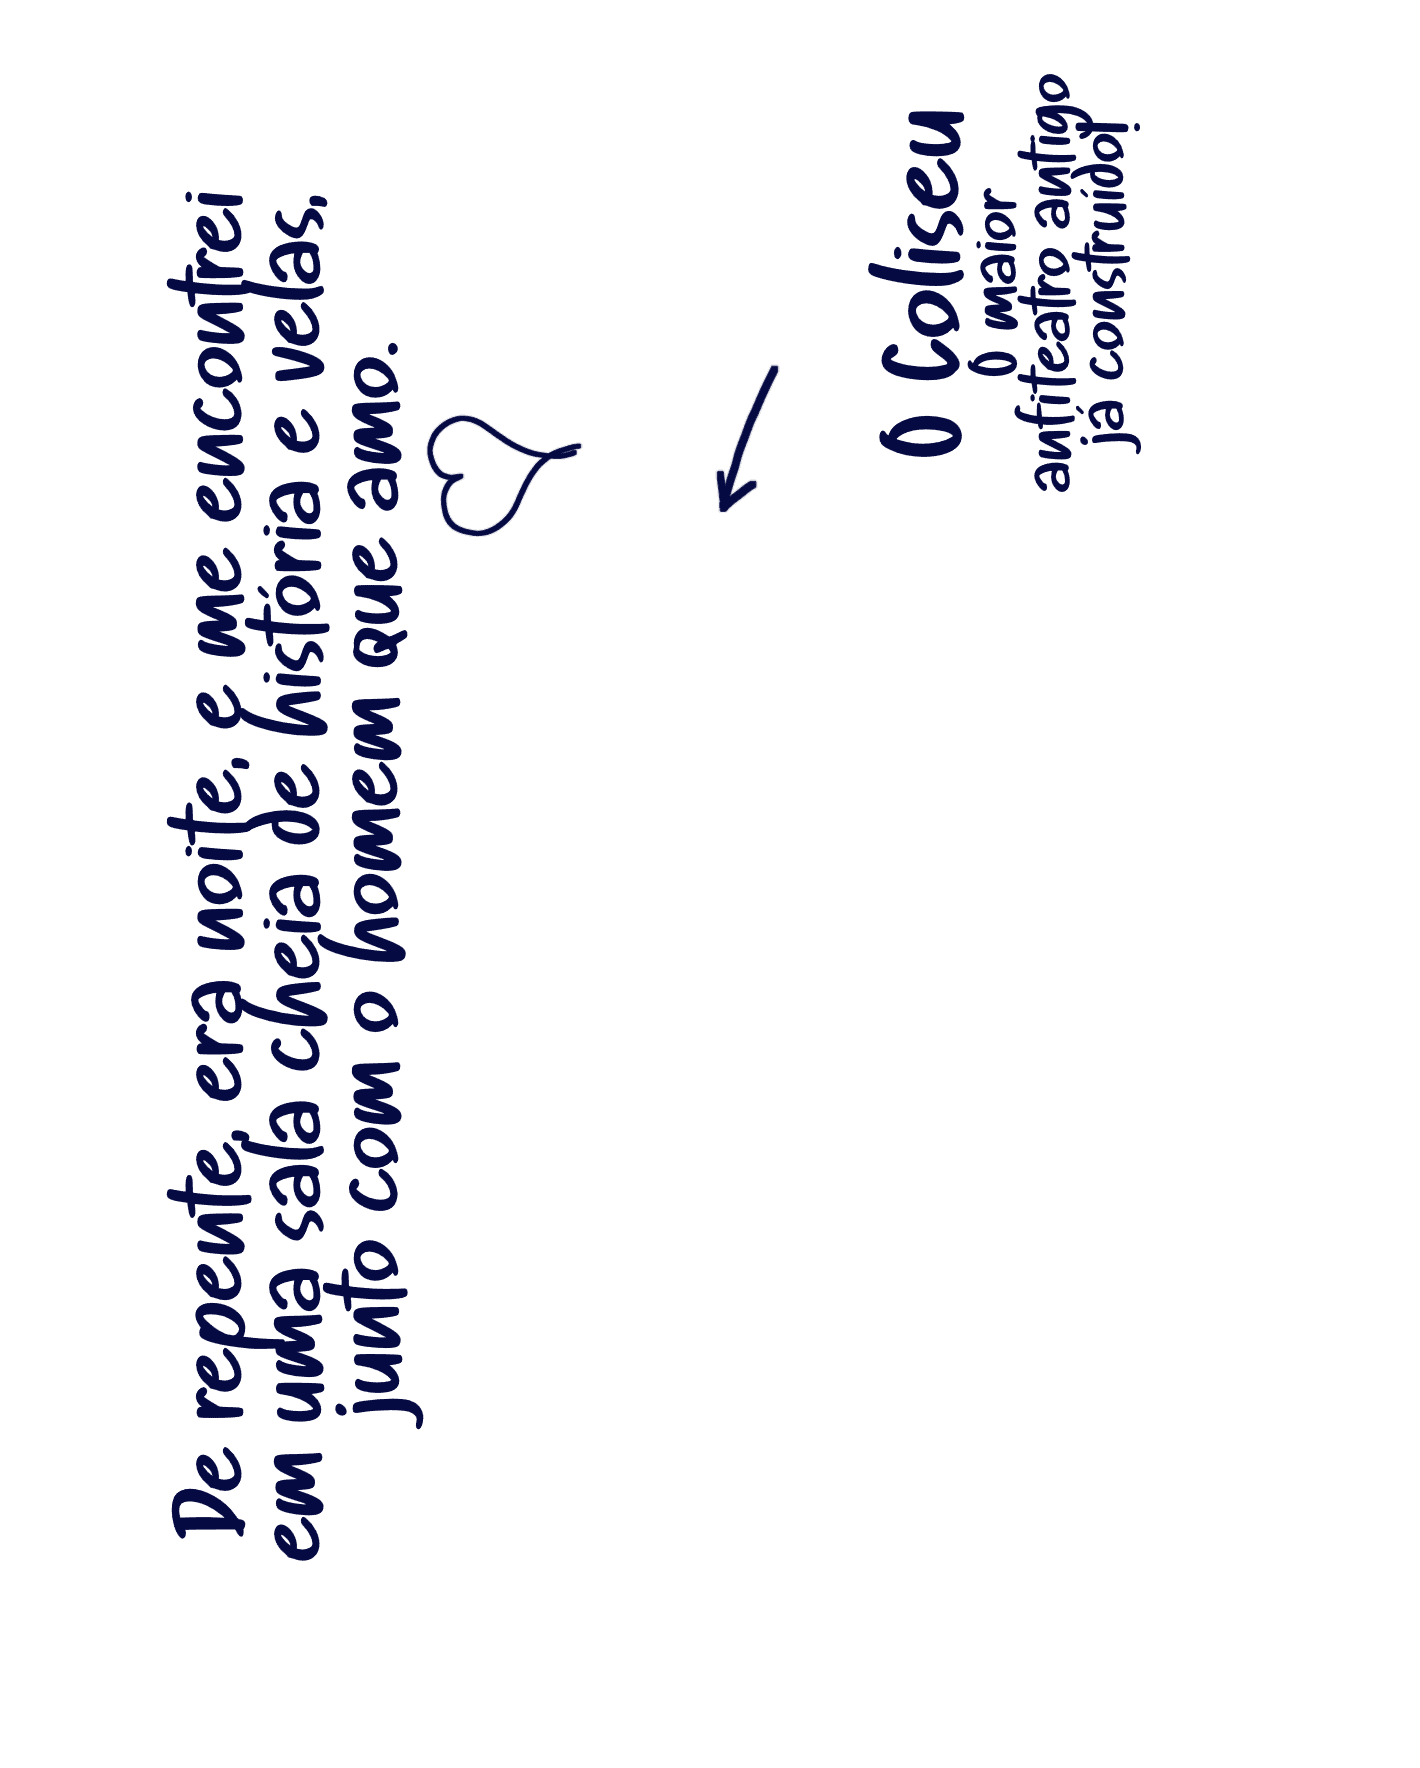 De repente, era noite, e me encontrei
em uma sala cheia de história e velas,
junto com o homem que amo.
O Coliseu
O maior
anfiteatro antigo
já construído!